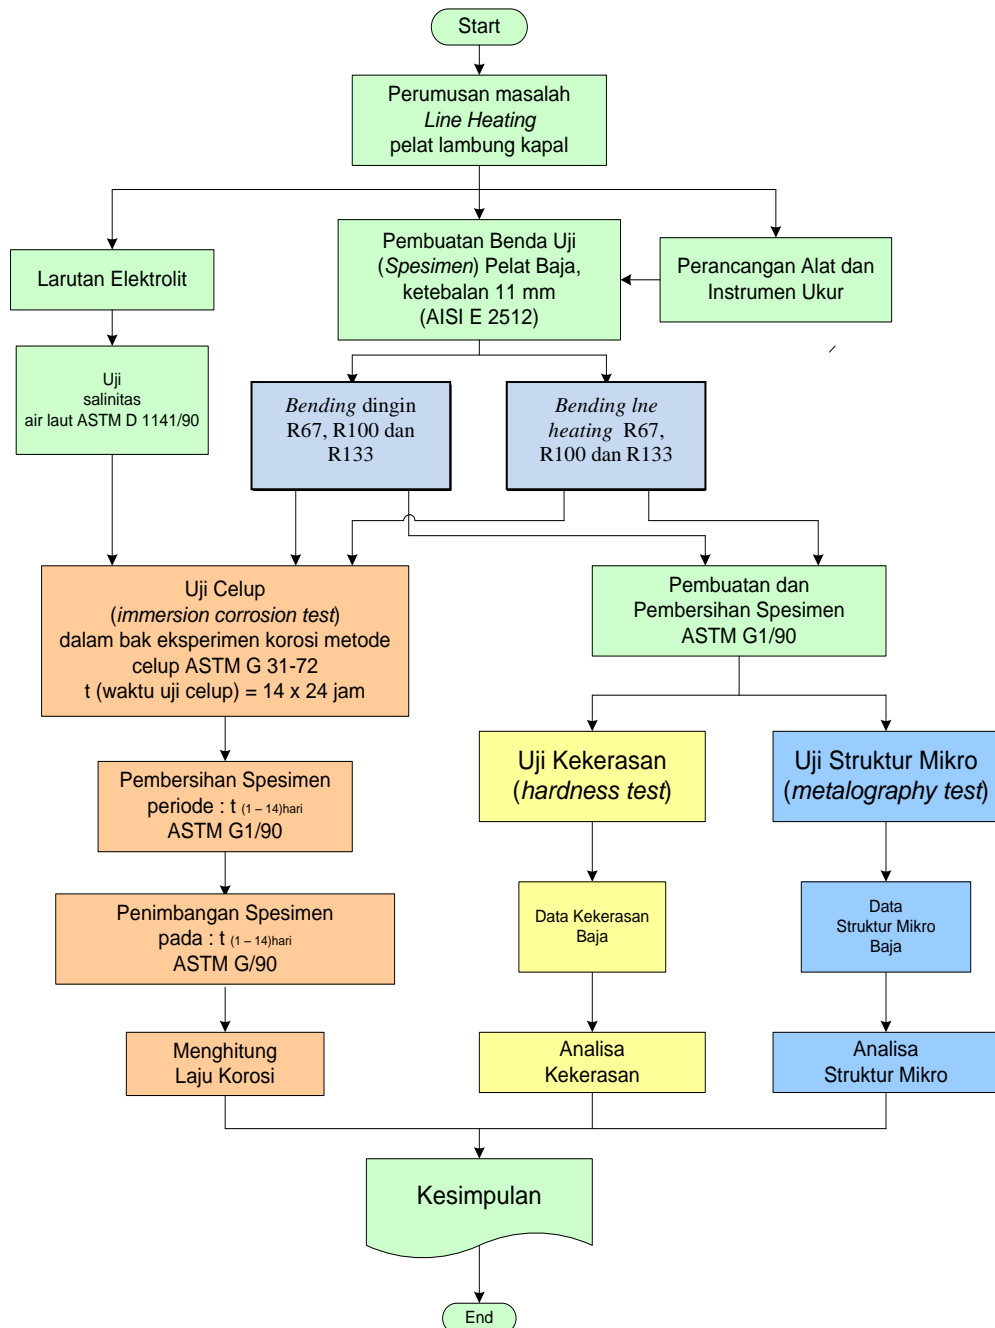 Start
Perumusan masalah
Line Heating
pelat lambung kapal
Larutan Elektrolit
Pembuatan Benda Uji
(Spesimen) Pelat Baja,
ketebalan 11 mm
(AISI E 2512)
Perancangan Alat dan
Instrumen Ukur
Uji
salinitas
air laut ASTM D 1141/90
Bending dingin
R67, R100 dan
R133
Bending lne
heating R67,
R100 dan R133
Uji Celup
(immersion corrosion test)
dalam bak eksperimen korosi metode
celup ASTM G 31-72
t (waktu uji celup) = 14 x 24 jam
Pembuatan dan
Pembersihan Spesimen
ASTM G1/90
Pembersihan Spesimen
periode : t (1 – 14)hari
ASTM G1/90
Uji Kekerasan
(hardness test)
Uji Struktur Mikro
(metalography test)
Penimbangan Spesimen
pada : t (1 – 14)hari
ASTM G/90
Data Kekerasan
Baja
Data
Struktur Mikro
Baja
Menghitung
Laju Korosi
Analisa
Kekerasan
Analisa
Struktur Mikro
Kesimpulan
End